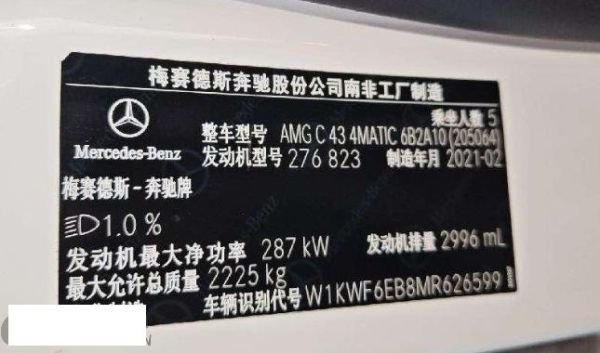 梅赛德斯奔驰股份公司南非工厂制造
乘坐人数 5
Mercedes-Benz
整车型号 AMG C 43 4MATIC 6B2A10 (205064)
发动机型号 276 823 制造年月 2021-02
梅赛德斯-奔驰牌
1.0 %
发动机最大净功率 287 kW 发动机排量 2996 mL
最大允许总质量 2225 kg
车辆识别代号 W1KWF6EB8MR626599